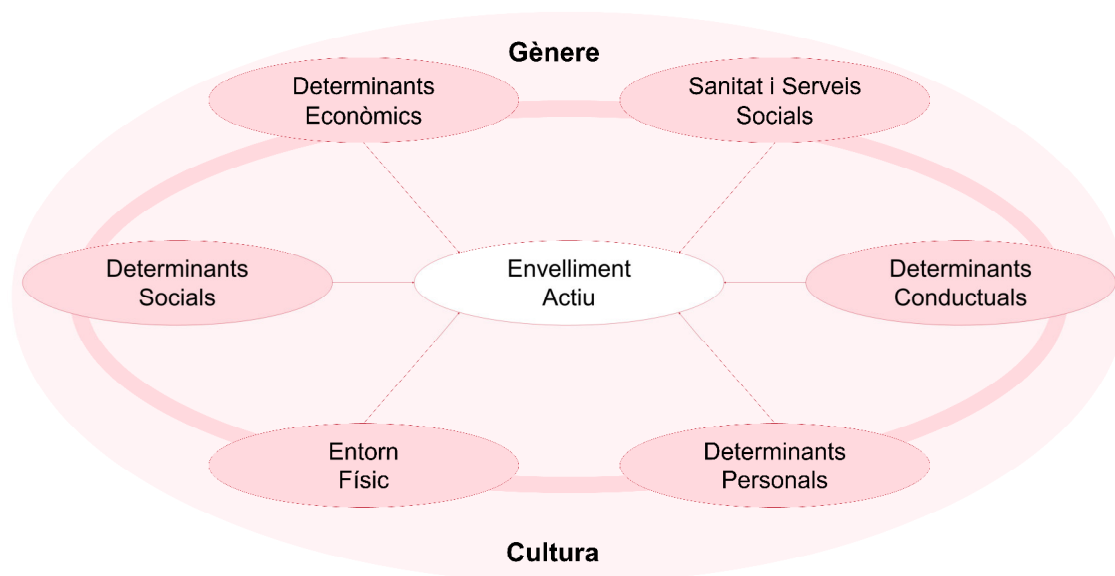 Gènere
Determinants
Econòmics
Sanitat i Serveis
Socials
Determinants
Socials
Envelliment
Actiu
Determinants
Conductuals
Entorn
Físic
Determinants
Personals
Cultura